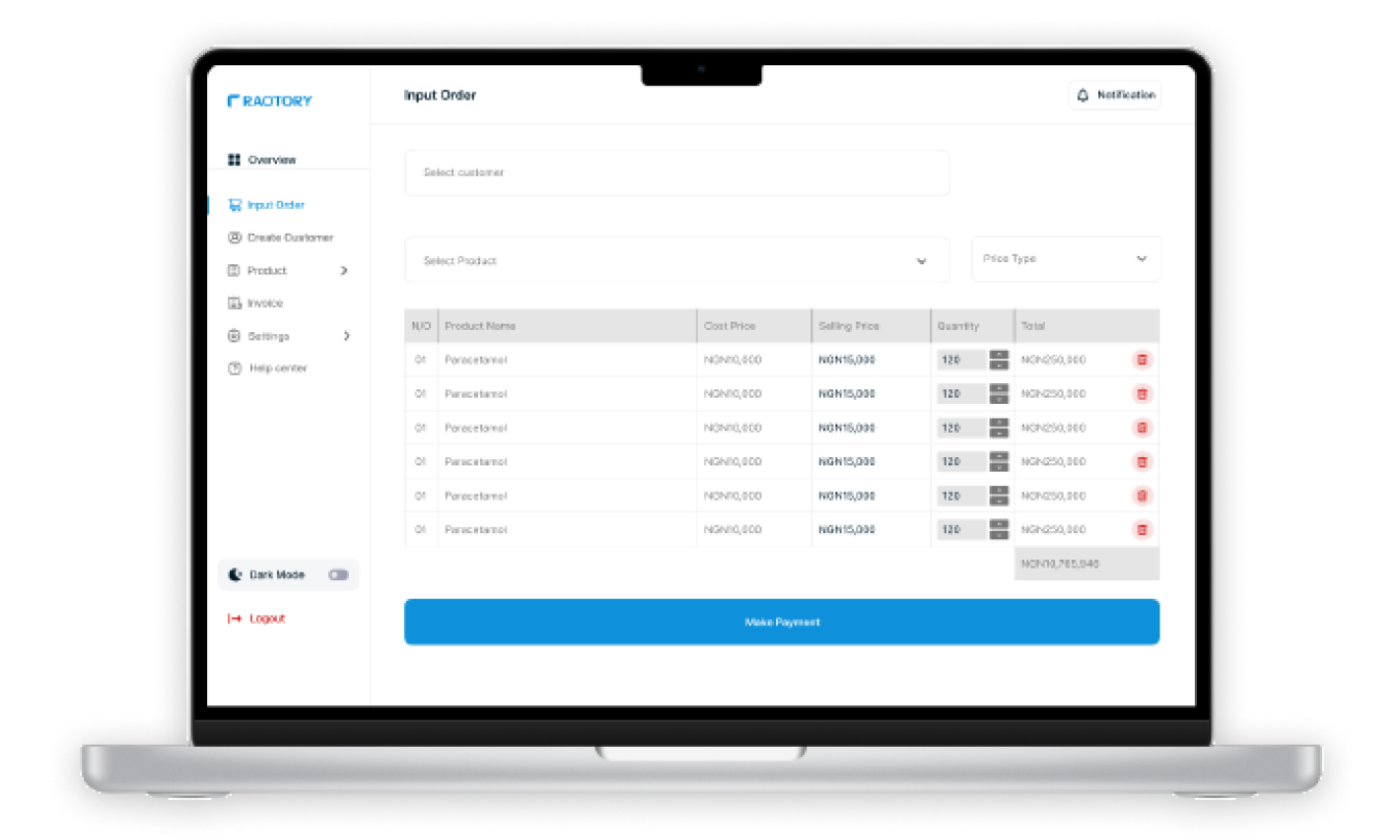 RAOTORY
Input Order
Notification
Overview
Select customer
Input Order
Create Customer
Select Product
Price Type
Product
Invoice
Settings
Help center
N/O Product Name Cost Price Selling Price Quantity Total
01 Paracetamol NGN10,000 NGN15,000 120 NGN250,000
01 Paracetamol NGN10,000 NGN15,000 120 NGN250,000
01 Paracetamol NGN10,000 NGN15,000 120 NGN250,000
01 Paracetamol NGN10,000 NGN15,000 120 NGN250,000
01 Paracetamol NGN10,000 NGN15,000 120 NGN250,000
01 Paracetamol NGN10,000 NGN15,000 120 NGN250,000
Dark Mode
Logout
Make Payment